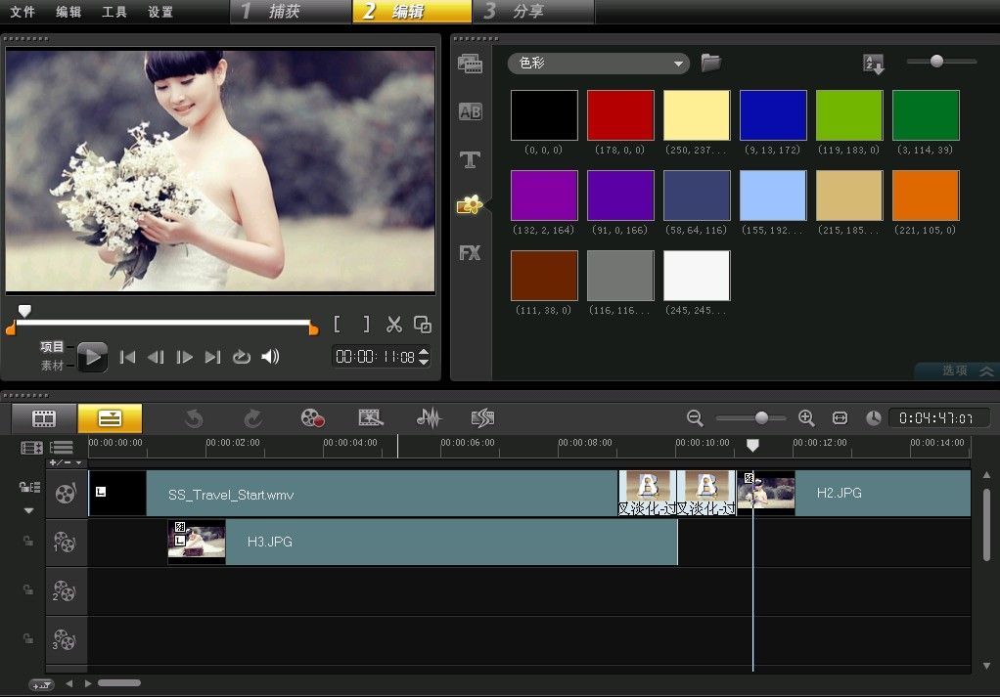 文件 编辑 工具 设置 1 捕获 2 编辑 3 分享
色彩
AB
T
FX
(0,0,0) (178,0,0) (250,237... (9,13,172) (119,183,0) (3,114,39)
(132,2,164) (91,0,166) (58,64,116) (155,192... (215,185... (221,105,0)
(111,38,0) (116,116... (245,245...
项目
素材
00:00:11:08
选项
0:04:47:07
00:00:00:00 00:00:02:00 00:00:04:00 00:00:06:00 00:00:08:00 00:00:10:00 00:00:12:00 00:00:14:00
L SS_Travel_Start.wmv 叉淡化-过 叉淡化-过 H2.JPG
1 L H3.JPG
2
3